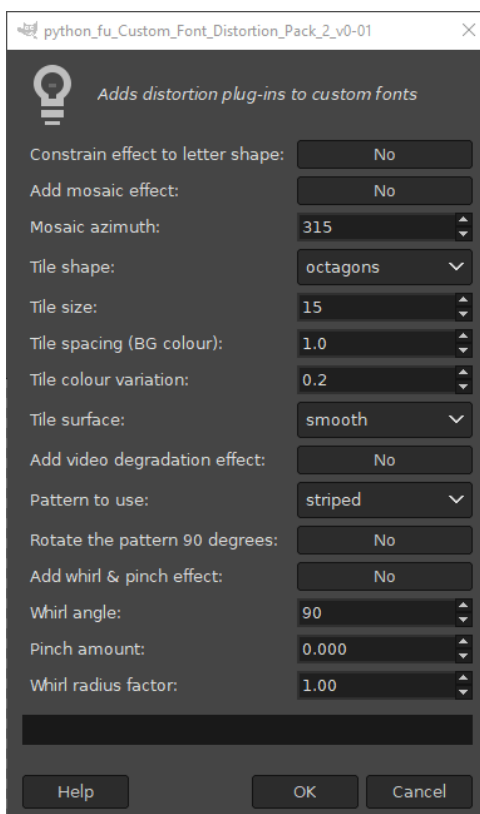 python_fu_Custom_Font_Distortion_Pack_2_v0-01
Adds distortion plug-ins to custom fonts
Constrain effect to letter shape: No
Add mosaic effect: No
Mosaic azimuth: 315
Tile shape: octagons
Tile size: 15
Tile spacing (BG colour): 1.0
Tile colour variation: 0.2
Tile surface: smooth
Add video degradation effect: No
Pattern to use: striped
Rotate the pattern 90 degrees: No
Add whirl & pinch effect: No
Whirl angle: 90
Pinch amount: 0.000
Whirl radius factor: 1.00
Help OK Cancel